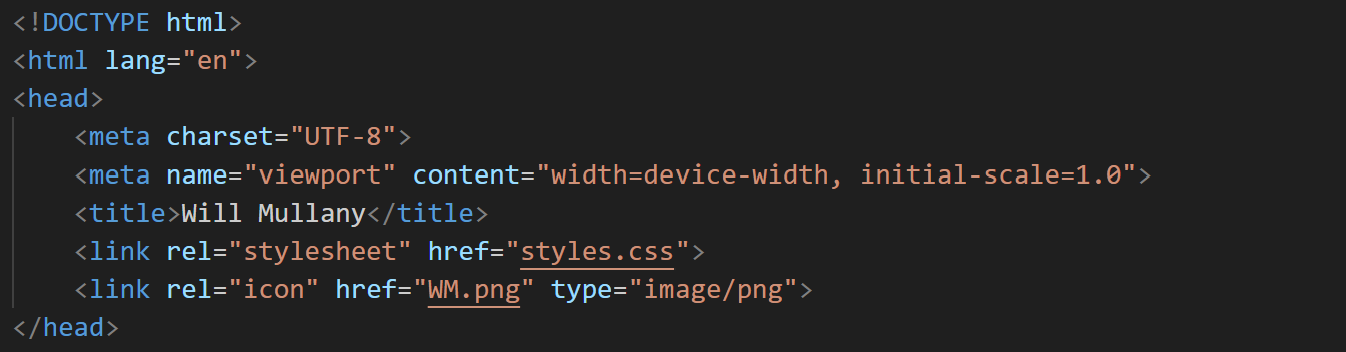 <!DOCTYPE html>
<html lang="en">
<head>
    <meta charset="UTF-8">
    <meta name="viewport" content="width=device-width, initial-scale=1.0">
    <title>Will Mullany</title>
    <link rel="stylesheet" href="styles.css">
    <link rel="icon" href="WM.png" type="image/png">
</head>